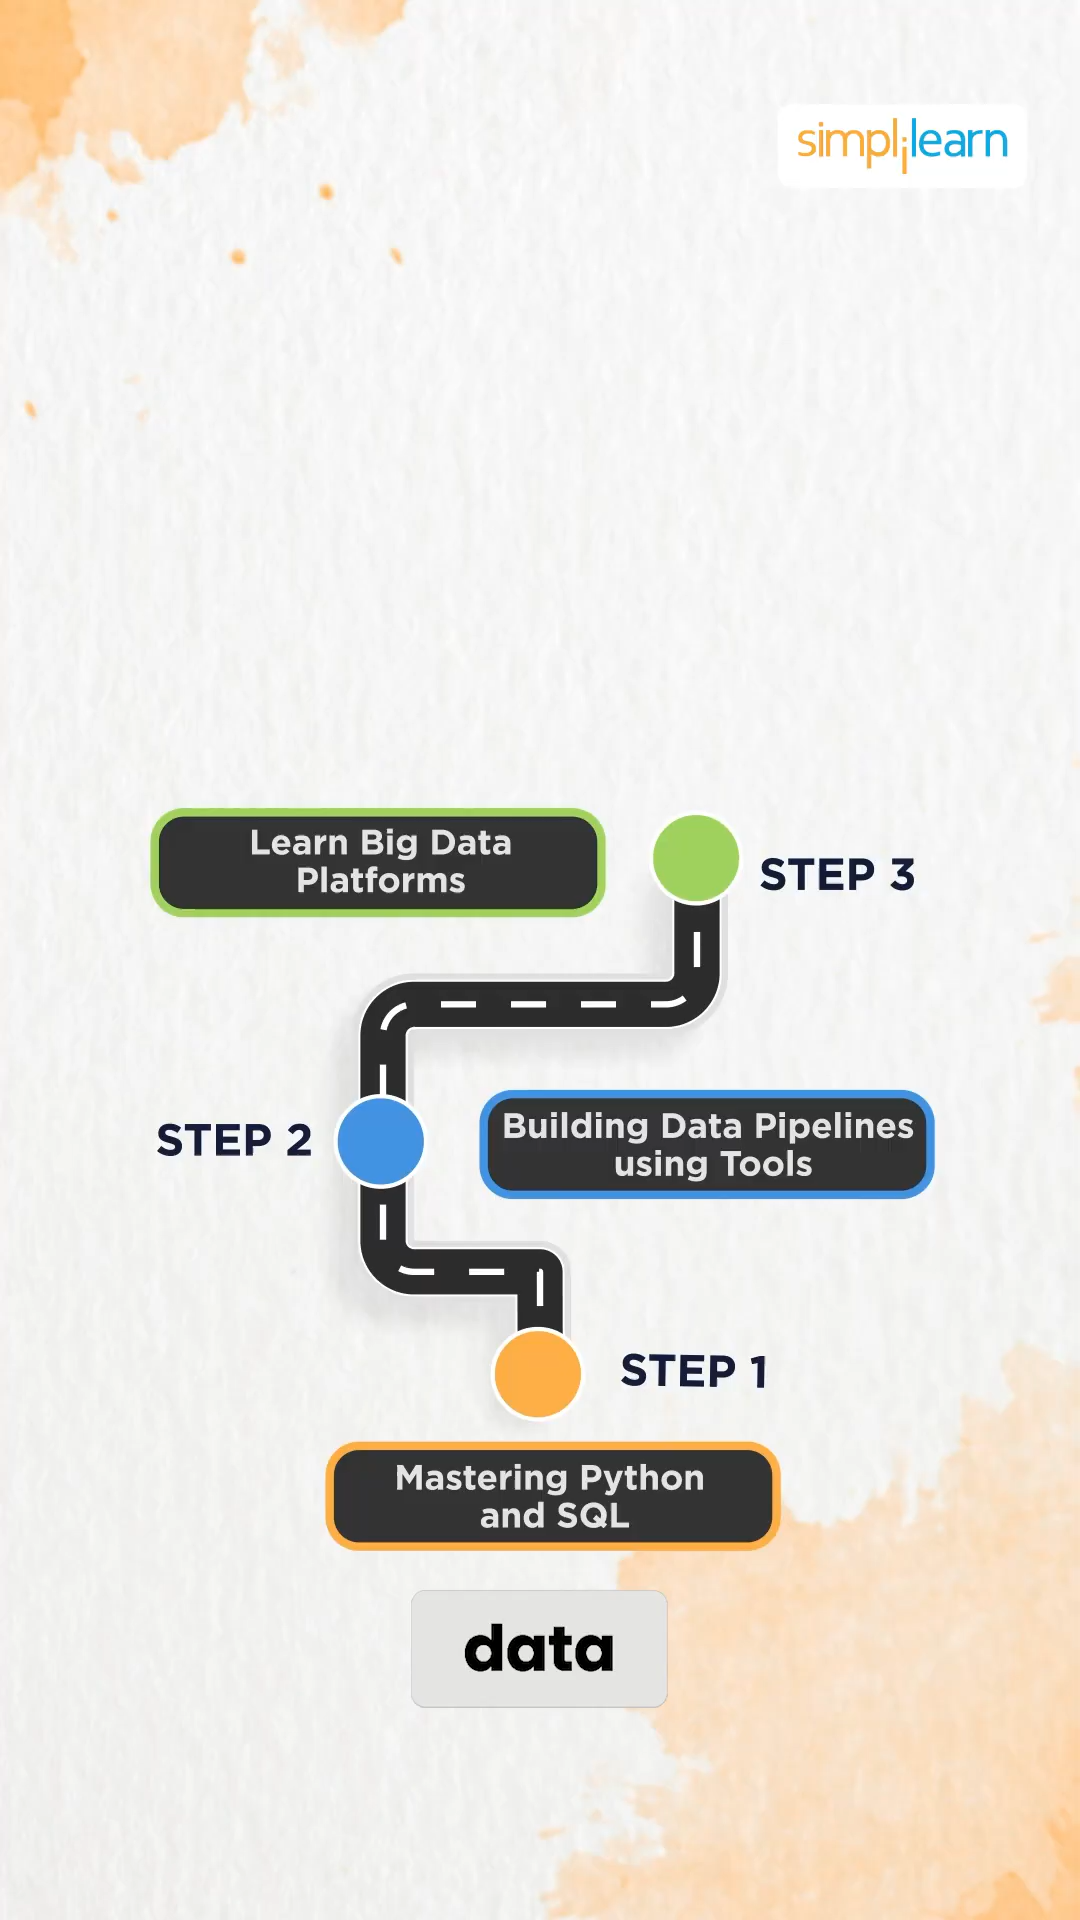 simplilearn
Learn Big Data
Platforms
STEP 3
STEP 2
Building Data Pipelines
using Tools
STEP 1
Mastering Python
and SQL
data